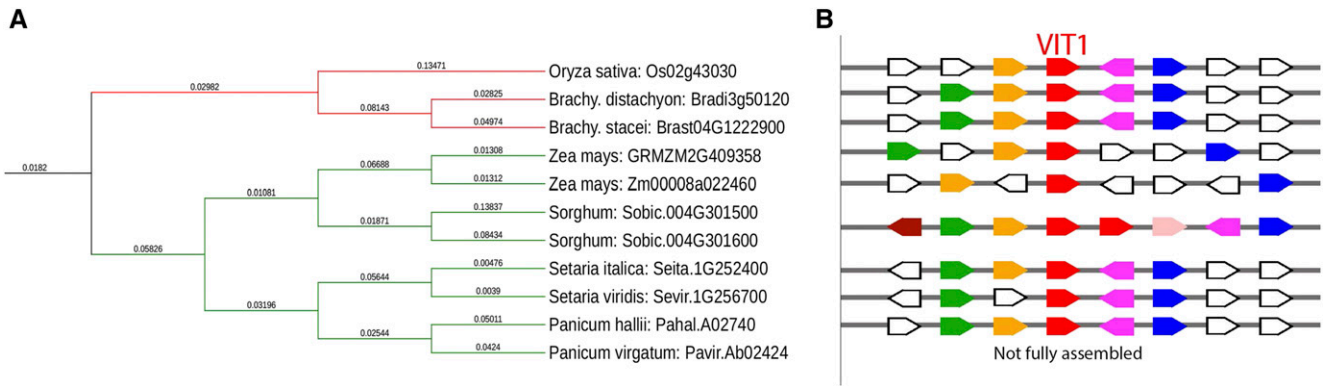 A
B
VIT1
0.0182
0.02982
0.13471
Oryza sativa: Os02g43030
0.08143
0.02825
Brachy. distachyon: Bradi3g50120
0.04974
Brachy. stacei: Brast04G1222900
0.05826
0.01081
0.06688
0.01308
Zea mays: GRMZM2G409358
0.01312
Zea mays: Zm00008a022460
0.01871
0.13837
Sorghum: Sobic.004G301500
0.08434
Sorghum: Sobic.004G301600
0.03196
0.05644
0.00476
Setaria italica: Seita.1G252400
0.0039
Setaria viridis: Sevir.1G256700
0.02544
0.05011
Panicum hallii: Pahal.A02740
0.0424
Panicum virgatum: Pavir.Ab02424
Not fully assembled